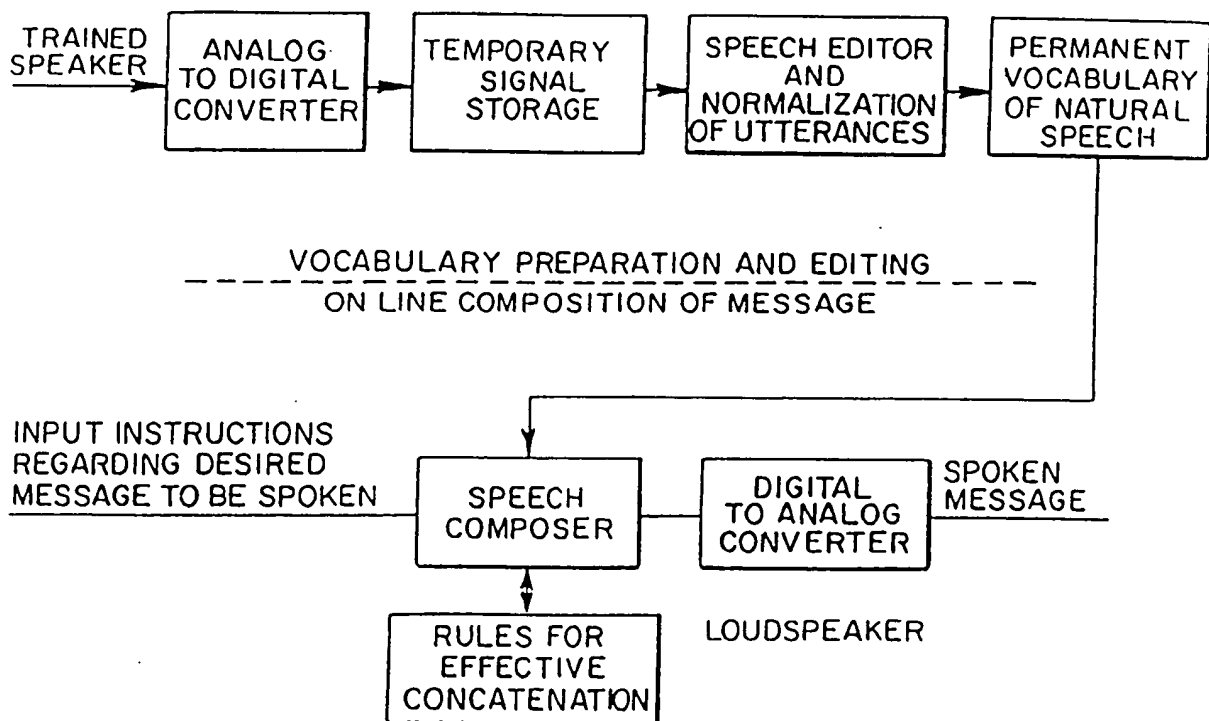 TRAINED
SPEAKER
ANALOG
TO DIGITAL
CONVERTER
TEMPORARY
SIGNAL
STORAGE
SPEECH EDITOR
AND
NORMALIZATION
OF UTTERANCES
PERMANENT
VOCABULARY
OF NATURAL
SPEECH
VOCABULARY PREPARATION AND EDITING
ON LINE COMPOSITION OF MESSAGE
INPUT INSTRUCTIONS
REGARDING DESIRED
MESSAGE TO BE SPOKEN
SPEECH
COMPOSER
DIGITAL
TO ANALOG
CONVERTER
SPOKEN
MESSAGE
RULES FOR
EFFECTIVE
CONCATENATION
LOUDSPEAKER